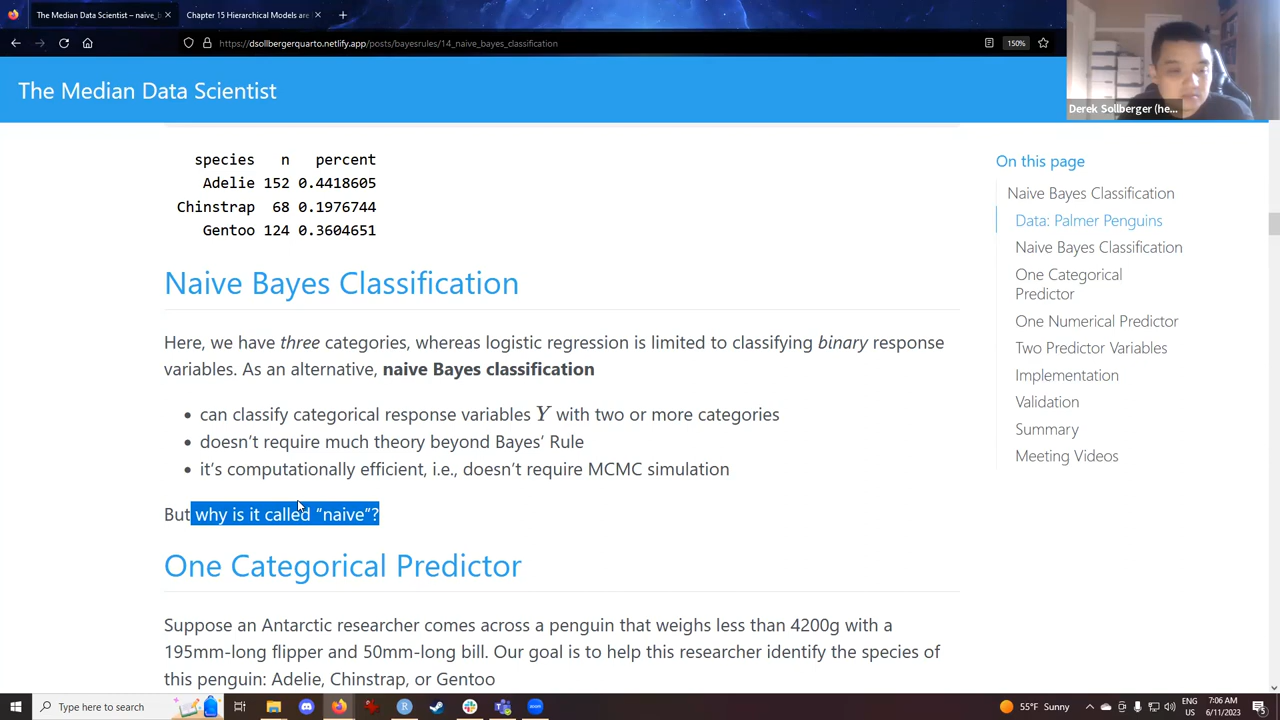 The Median Data Scientist – naive_b
Chapter 15 Hierarchical Models are
https://dsollbergerquarto.netlify.app/posts/bayesrules/14_naive_bayes_classification
150%
The Median Data Scientist
Derek Sollberger (he...
species n percent
Adelie 152 0.4418605
Chinstrap 68 0.1976744
Gentoo 124 0.3604651
Naive Bayes Classification
Here, we have three categories, whereas logistic regression is limited to classifying binary response
variables. As an alternative, naive Bayes classification
• can classify categorical response variables Y with two or more categories
• doesn’t require much theory beyond Bayes’ Rule
• it’s computationally efficient, i.e., doesn’t require MCMC simulation
But why is it called “naive”?
One Categorical Predictor
Suppose an Antarctic researcher comes across a penguin that weighs less than 4200g with a
195mm-long flipper and 50mm-long bill. Our goal is to help this researcher identify the species of
this penguin: Adelie, Chinstrap, or Gentoo
On this page
Naive Bayes Classification
Data: Palmer Penguins
Naive Bayes Classification
One Categorical
Predictor
One Numerical Predictor
Two Predictor Variables
Implementation
Validation
Summary
Meeting Videos
Type here to search
55°F Sunny
ENG
US
7:06 AM
6/11/2023